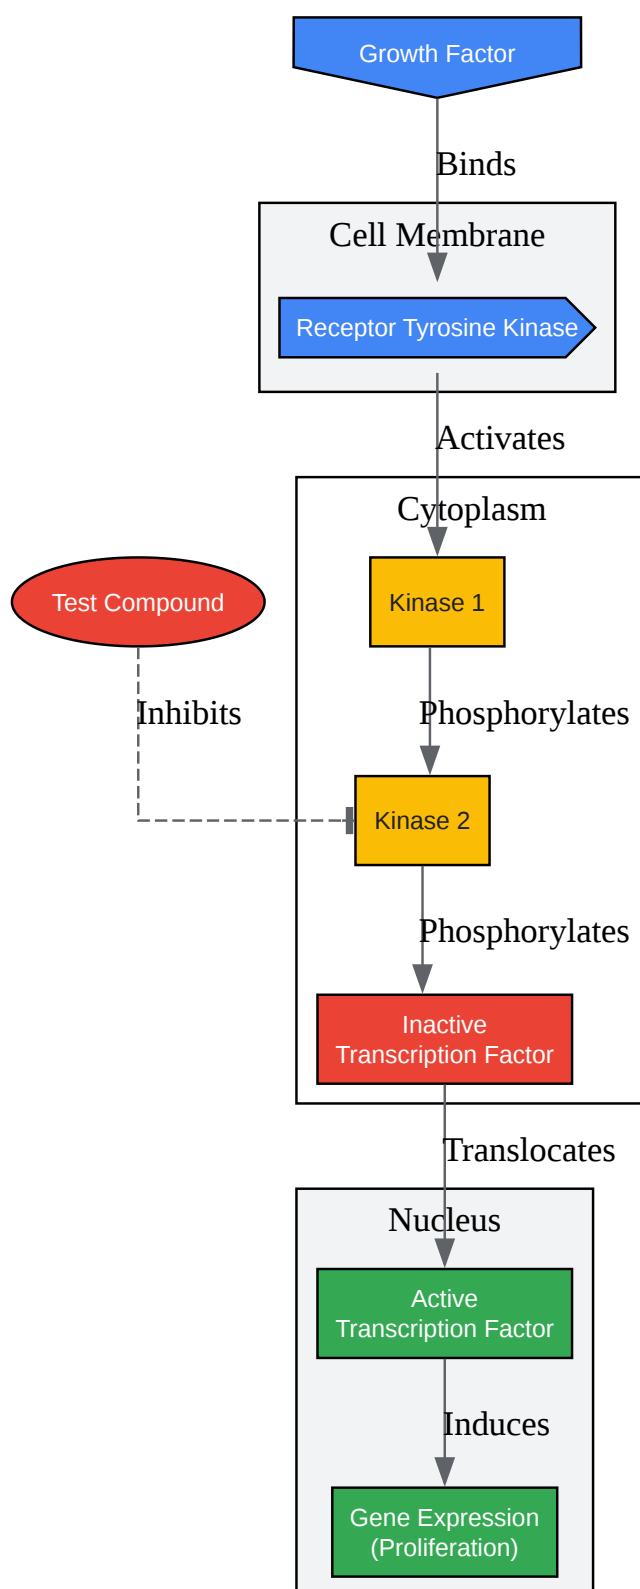 Growth Factor
Binds
Cell Membrane
Receptor Tyrosine Kinase
Activates
Cytoplasm
Test Compound
Kinase 1
Inhibits
Phosphorylates
Kinase 2
Phosphorylates
Inactive
Transcription Factor
Translocates
Nucleus
Active
Transcription Factor
Induces
Gene Expression
(Proliferation)